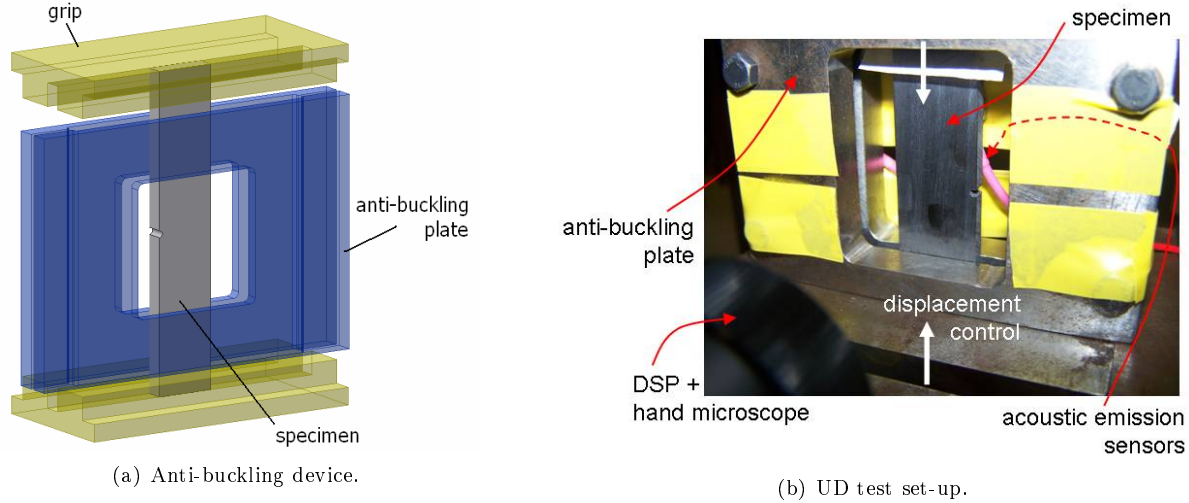 grip
anti-buckling
plate
specimen
(a) Anti-buckling device.
specimen
anti-buckling
plate
displacement
control
DSP +
hand microscope
acoustic emission
sensors
(b) UD test set-up.